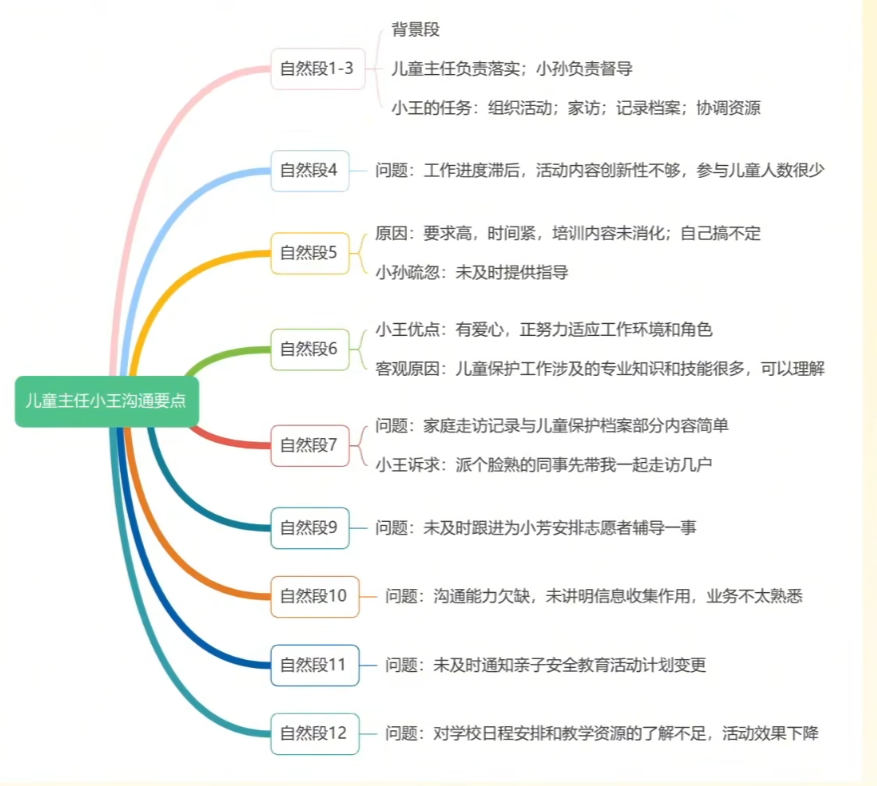 背景段
自然段1-3
儿童主任负责落实；小孙负责督导
小王的任务：组织活动；家访；记录档案；协调资源
自然段4
问题：工作进度滞后，活动内容创新性不够，参与儿童人数很少
自然段5
原因：要求高，时间紧，培训内容未消化；自己搞不定
小孙疏忽：未及时提供指导
自然段6
小王优点：有爱心，正努力适应工作环境和角色
客观原因：儿童保护工作涉及的专业知识和技能很多，可以理解
儿童主任小王沟通要点
自然段7
问题：家庭走访记录与儿童保护档案部分内容简单
小王诉求：派个脸熟的同事先带我一起走访几户
自然段9
问题：未及时跟进为小芳安排志愿者辅导一事
自然段10
问题：沟通能力欠缺，未讲明信息收集作用，业务不太熟悉
自然段11
问题：未及时通知亲子安全教育活动计划变更
自然段12
问题：对学校日程安排和教学资源的了解不足，活动效果下降